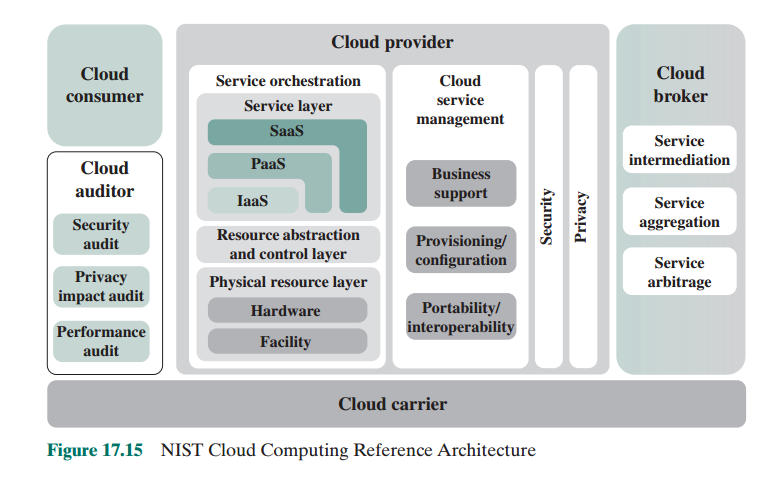 Cloud
consumer
Cloud
auditor
Security
audit
Privacy
impact audit
Performance
audit
Cloud provider
Service orchestration
Service layer
SaaS
PaaS
IaaS
Resource abstraction
and control layer
Physical resource layer
Hardware
Facility
Cloud
service
management
Business
support
Provisioning/
configuration
Portability/
interoperability
Security
Privacy
Cloud
broker
Service
intermediation
Service
aggregation
Service
arbitrage
Cloud carrier
Figure 17.15 NIST Cloud Computing Reference Architecture